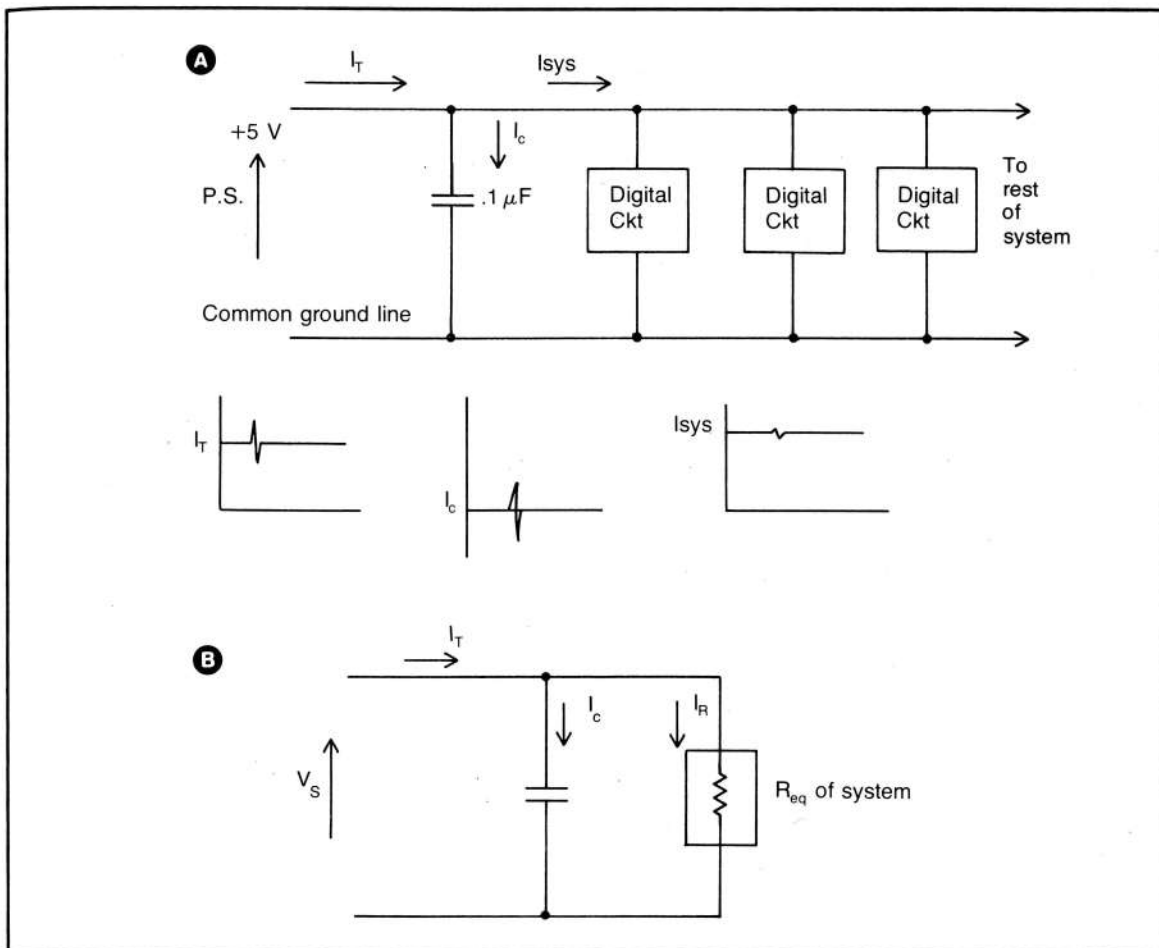 A
I_T
Isys
+5 V
I_c
P.S.
.1 µF
Digital
Ckt
Digital
Ckt
Digital
Ckt
To
rest
of
system
Common ground line
I_T
I_c
Isys
B
I_T
I_c
I_R
V_S
R_eq of system